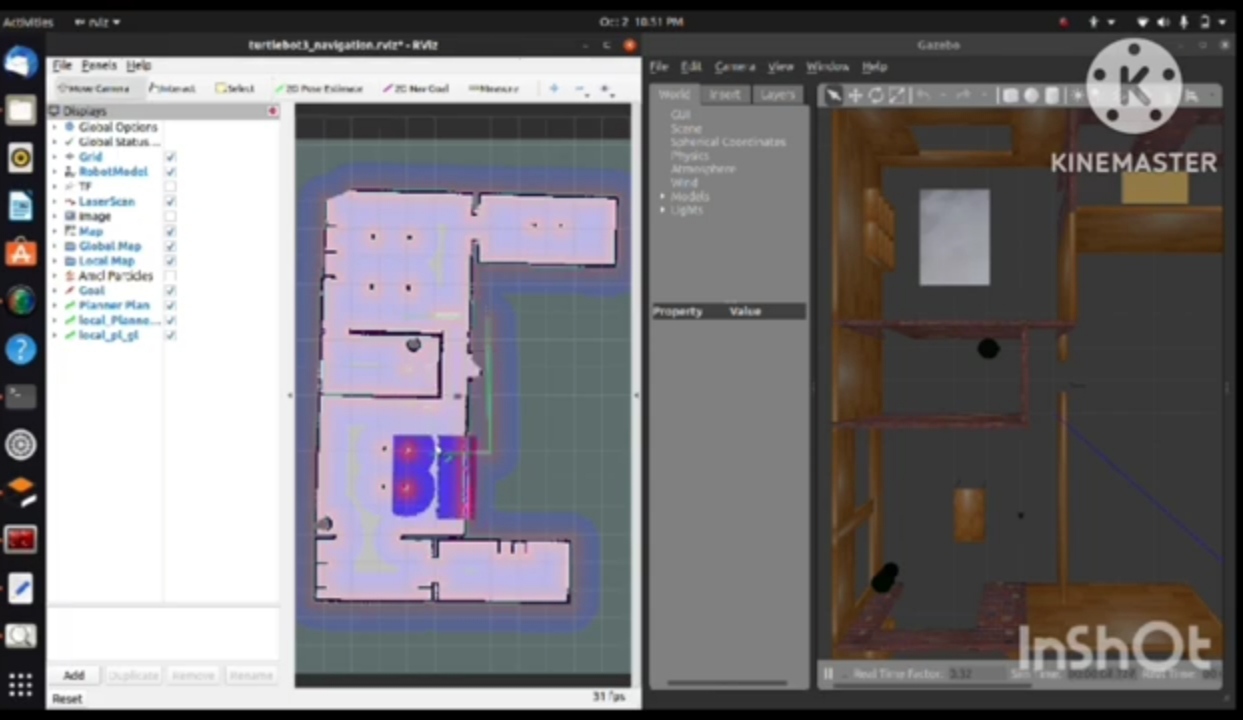 Activities
rviz
Oct 2 10:51 PM
turtlebot3_navigation.rviz* - RViz
File Panels Help
Move Camera Interact Select 2D Pose Estimate 2D Nav Goal Measure
Displays
Global Options
Global Status...
Grid
RobotModel
TF
LaserScan
Image
Map
Global Map
Local Map
Amcl Particles
Goal
Planner Plan
local_Planne...
local_pl_gl
Add Duplicate Remove Rename
Reset
31 fps
Gazebo
File Edit Camera View Window Help
World Insert Layers
GUI
Scene
Spherical Coordinates
Physics
Atmosphere
Wind
Models
Lights
Property Value
Real Time Factor:
K
KINEMASTER
InShOt